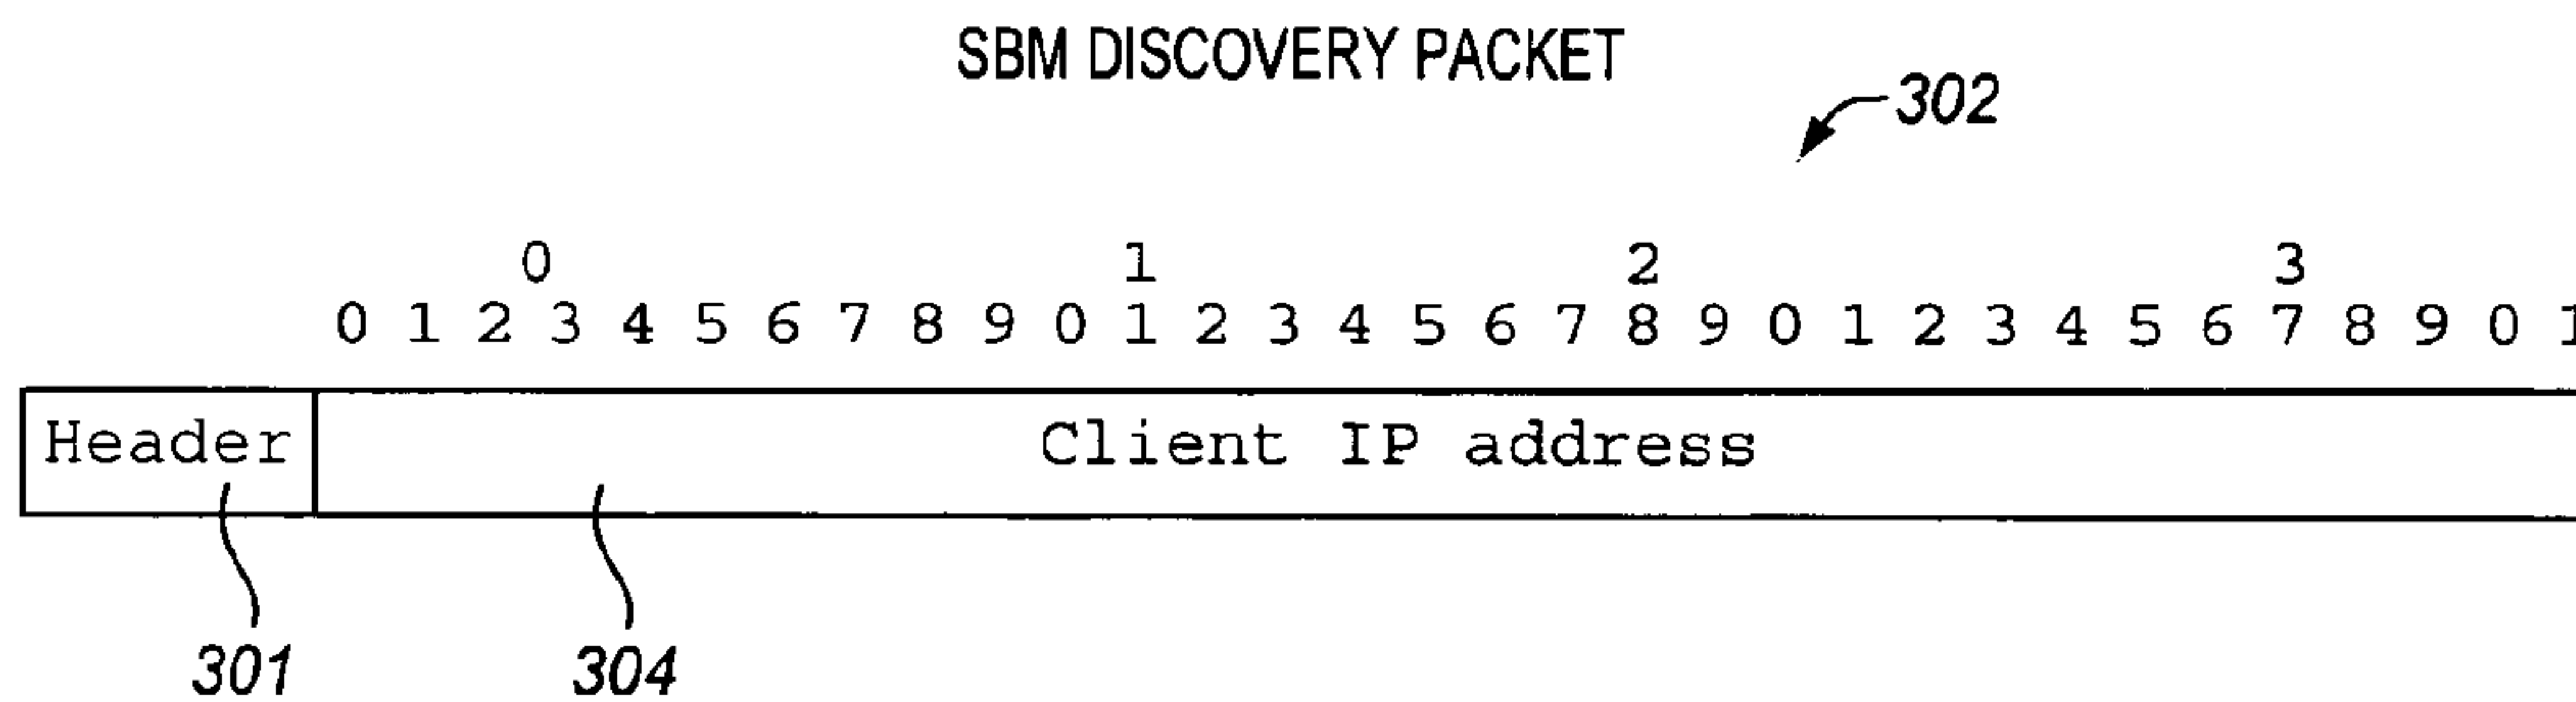 SBM DISCOVERY PACKET
302
0 1 2 3
0 1 2 3 4 5 6 7 8 9 0 1 2 3 4 5 6 7 8 9 0 1 2 3 4 5 6 7 8 9 0 1
Header Client IP address
301 304